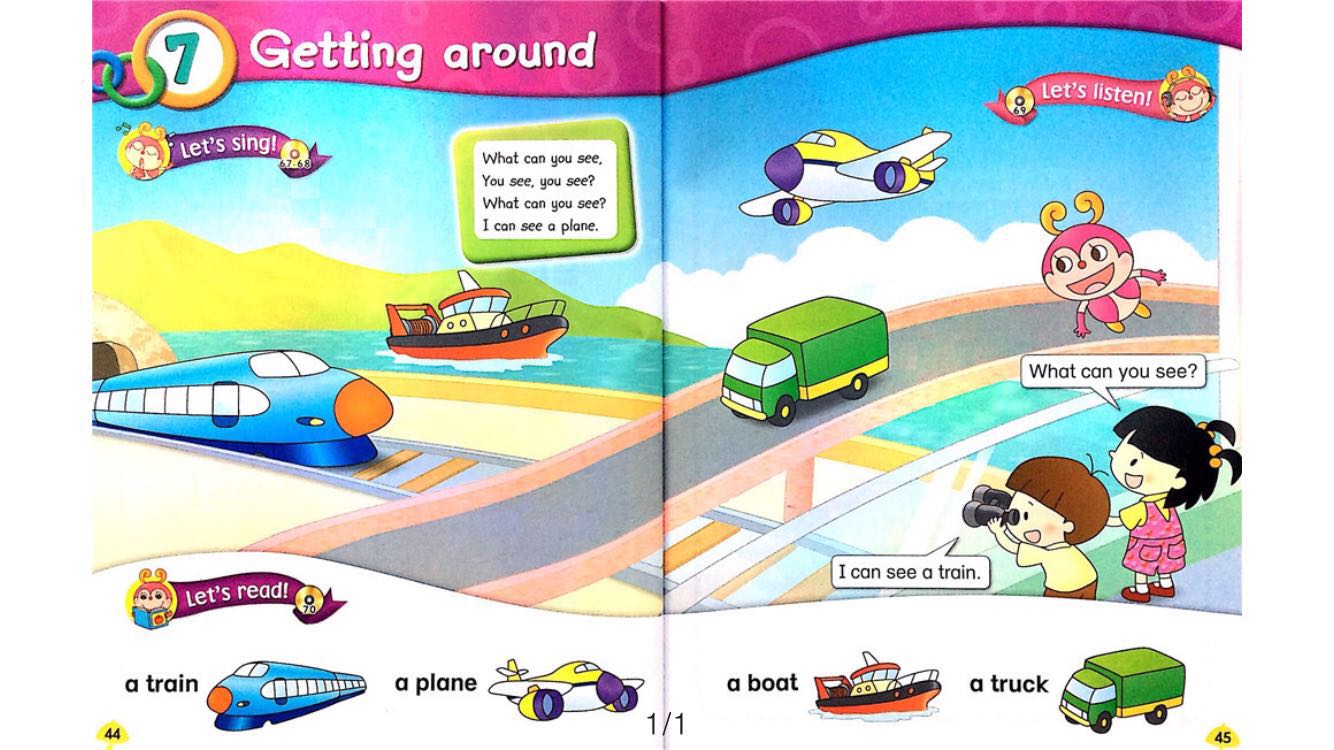 7 Getting around
Let's sing!
67-68
What can you see,
You see, you see?
What can you see?
I can see a plane.
Let's listen!
69
What can you see?
I can see a train.
Let's read!
70
a train
a plane
a boat
a truck
44
1/1
45